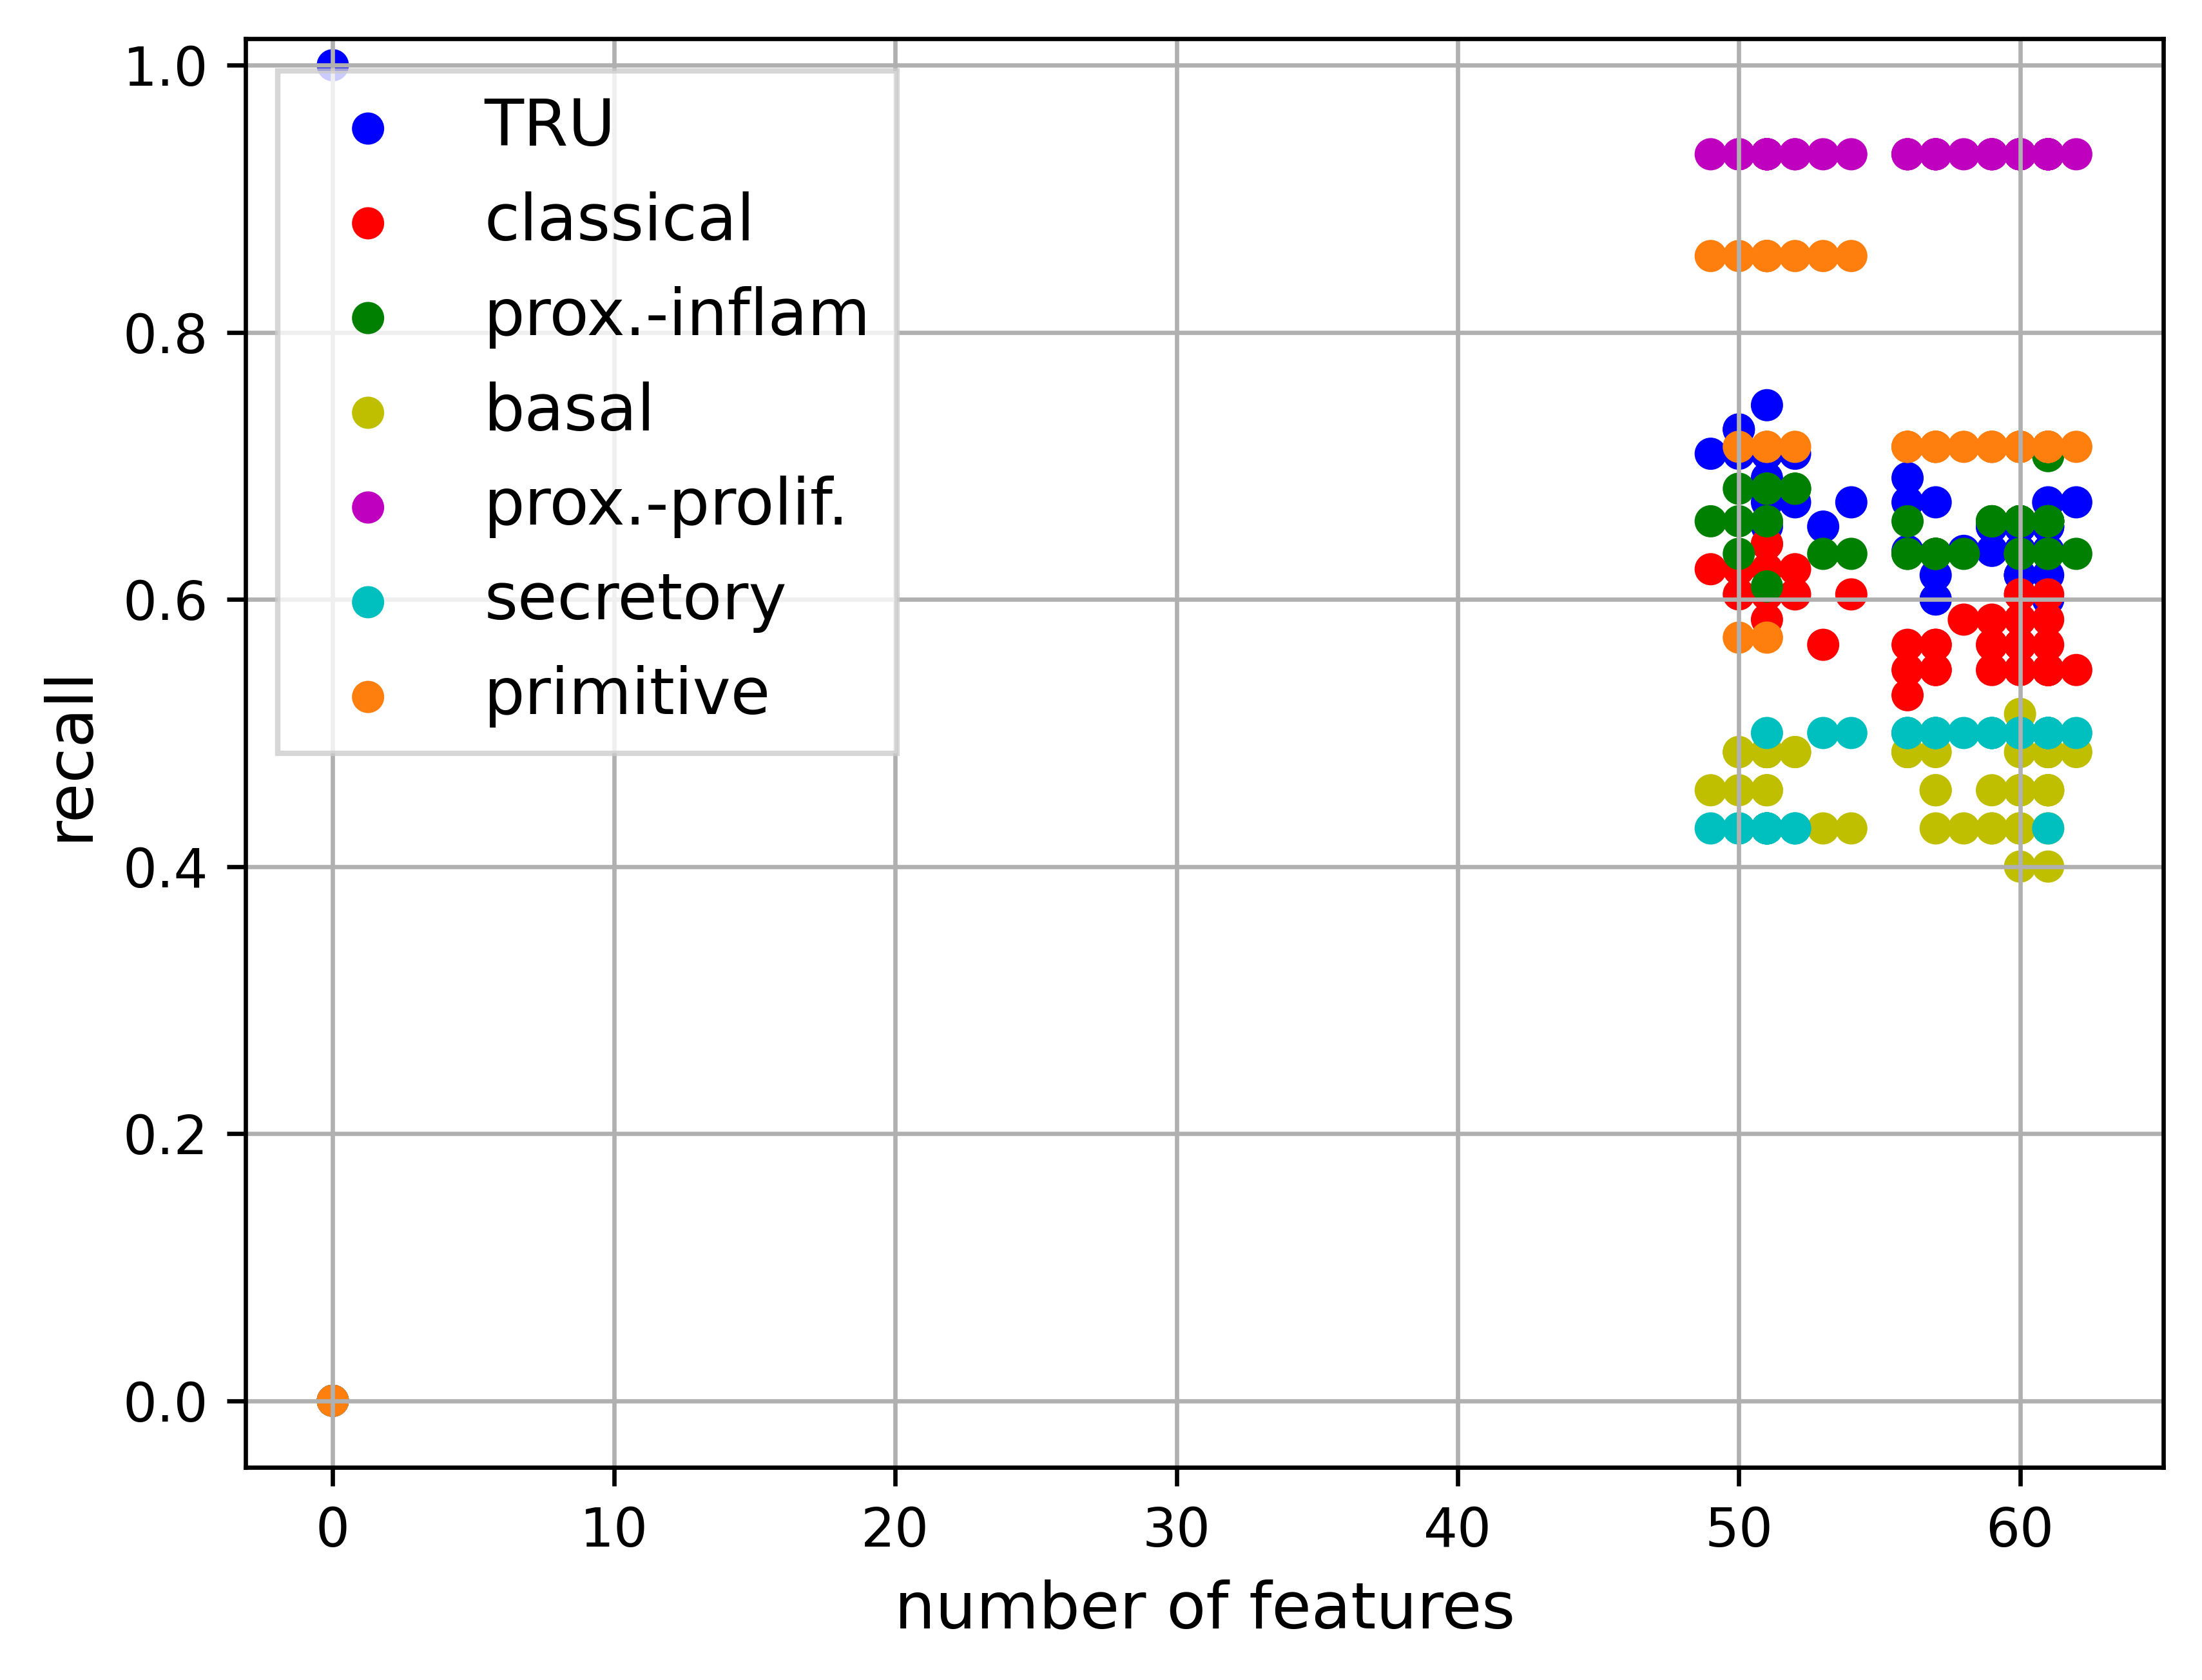 1.0
0.8
0.6
0.4
0.2
0.0
recall
TRU
classical
prox.-inflam
basal
prox.-prolif.
secretory
primitive
0 10 20 30 40 50 60
number of features